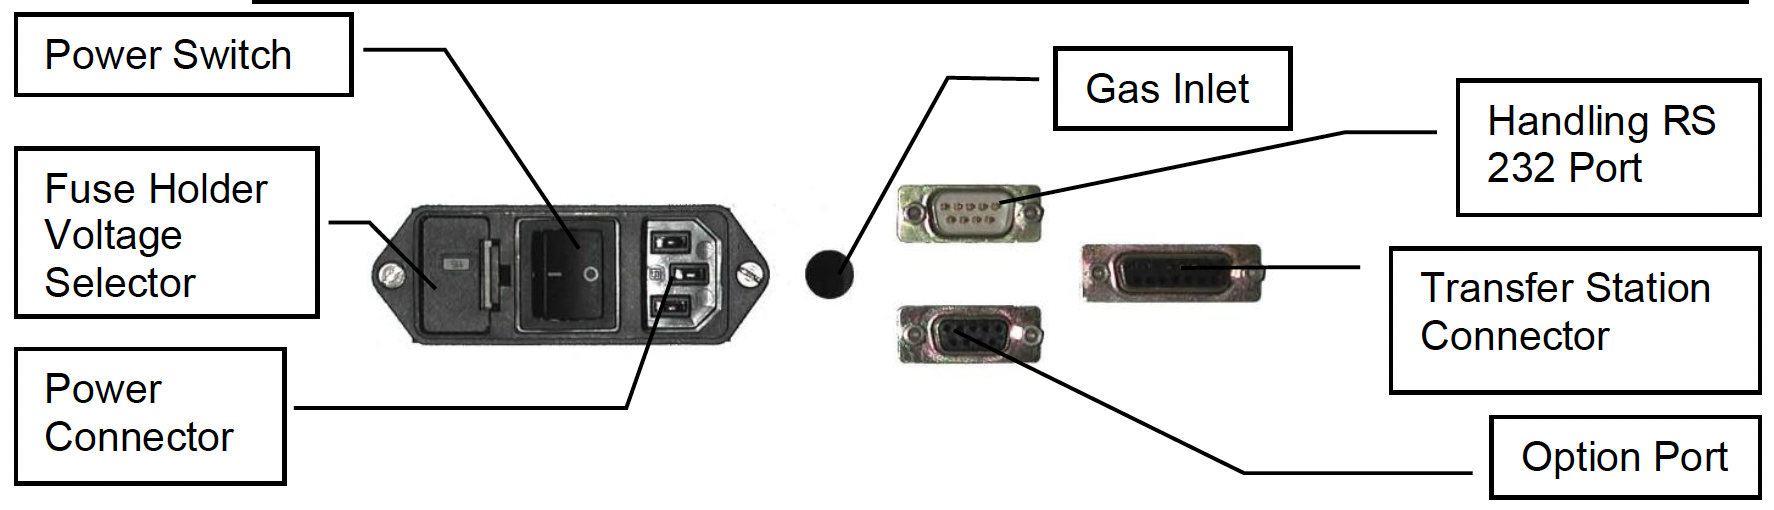 Power Switch
Gas Inlet
Handling RS
232 Port
Fuse Holder
Voltage
Selector
Transfer Station
Connector
Power
Connector
Option Port